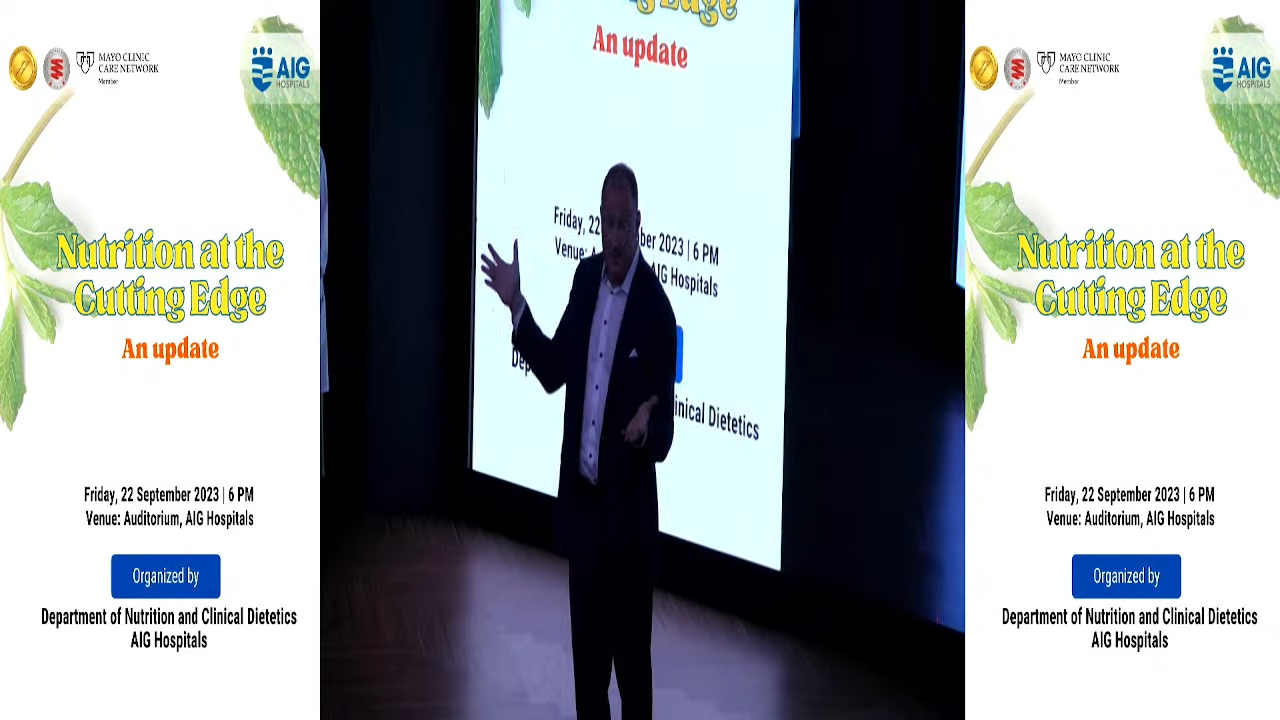 MAYO CLINIC
CARE NETWORK
Member
AIG
HOSPITALS
Nutrition at the
Cutting Edge
An update
Friday, 22 September 2023 | 6 PM
Venue: Auditorium, AIG Hospitals
Organized by
Department of Nutrition and Clinical Dietetics
AIG Hospitals
Edge
An update
Friday, 22 ber 2023 | 6 PM
Venue: AIG Hospitals
Dep inical Dietetics
MAYO CLINIC
CARE NETWORK
Member
AIG
HOSPITALS
Nutrition at the
Cutting Edge
An update
Friday, 22 September 2023 | 6 PM
Venue: Auditorium, AIG Hospitals
Organized by
Department of Nutrition and Clinical Dietetics
AIG Hospitals